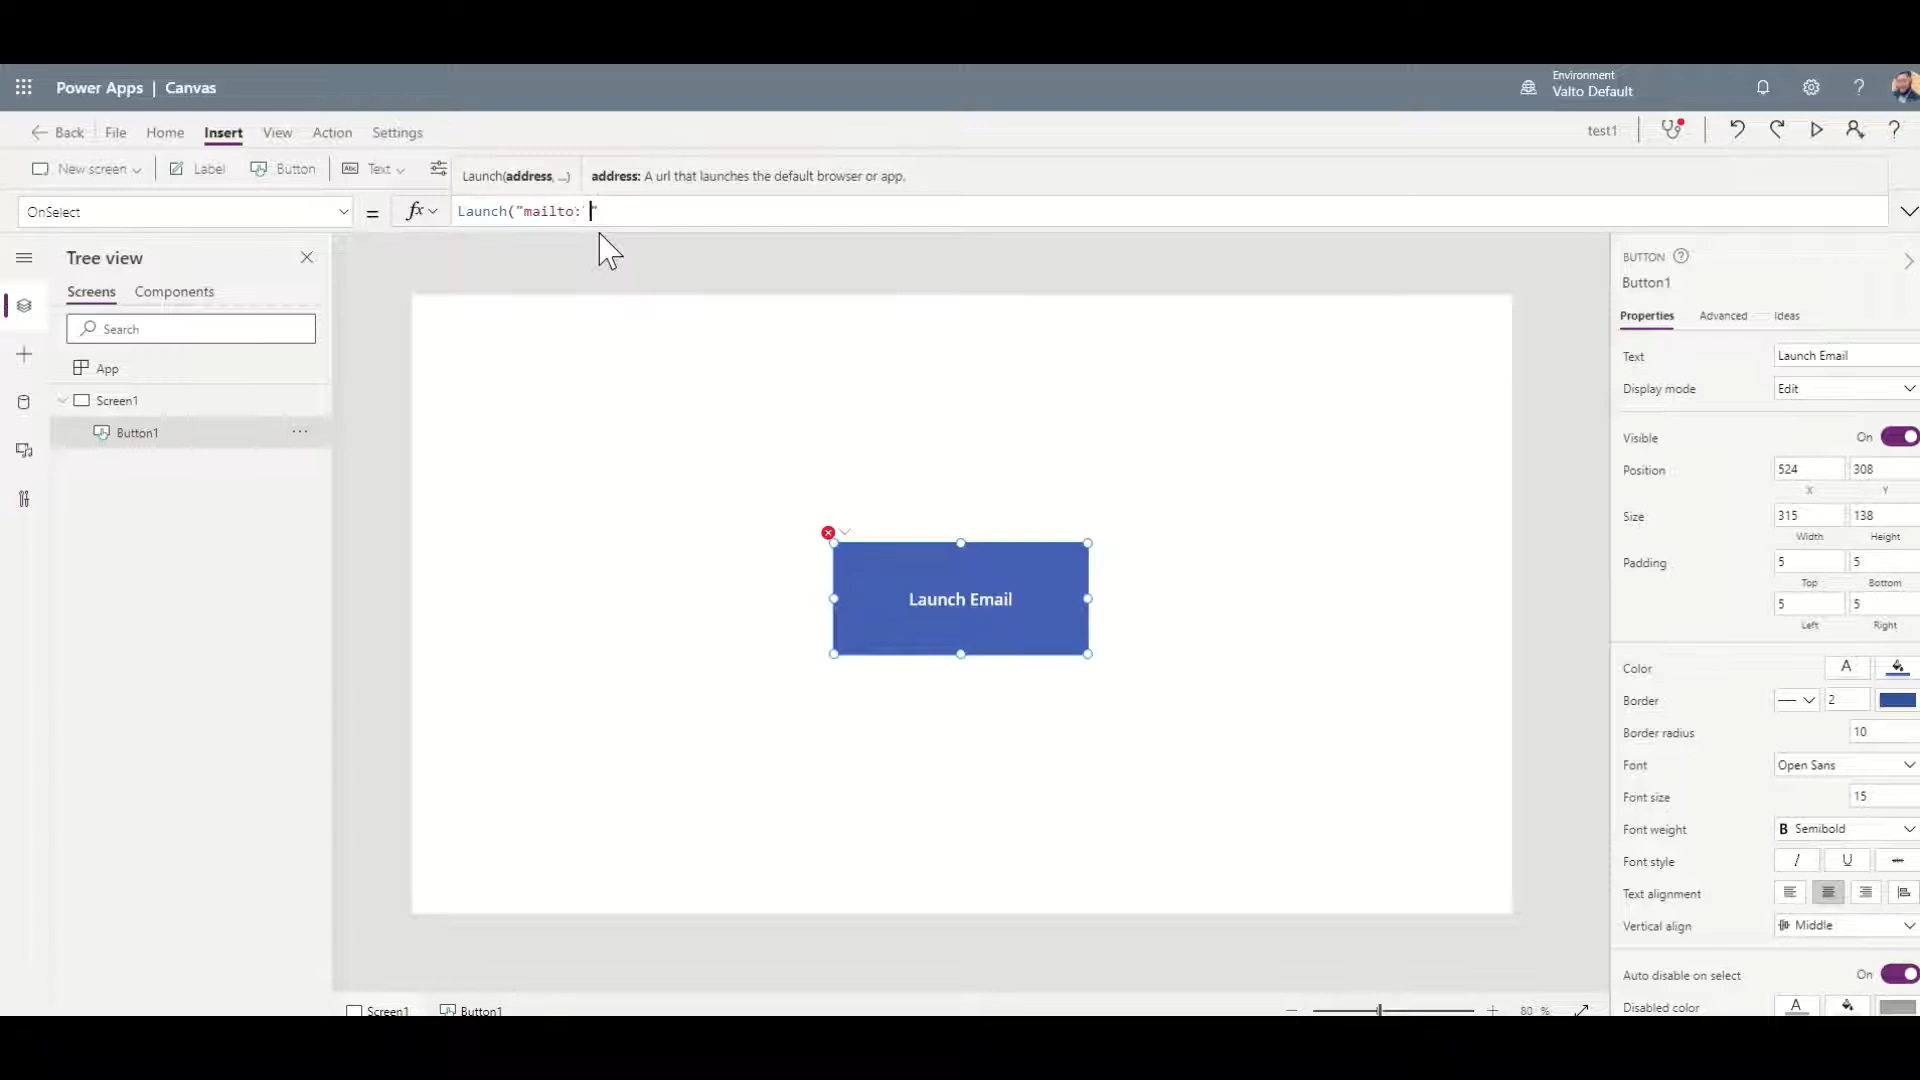 Power Apps | Canvas
Environment
Valto Default
?
Back
File
Home
Insert
View
Action
Settings
test1
?
New screen
Label
Button
Abc Text
Launch(address, ...)
address: A url that launches the default browser or app.
OnSelect
=
fx
Launch("mailto:"
Tree view
Screens
Components
Search
App
Screen1
Button1
...
Launch Email
BUTTON ?
Button1
Properties
Advanced
Ideas
Text
Launch Email
Display mode
Edit
Visible
On
Position
524
308
X
Y
Size
315
138
Width
Height
Padding
5
5
Top
Bottom
5
5
Left
Right
Color
A
Border
2
Border radius
10
Font
Open Sans
Font size
15
Font weight
B Semibold
Font style
/
U
Text alignment
Vertical align
Middle
Auto disable on select
On
Disabled color
A
Screen1
Button1
80 %